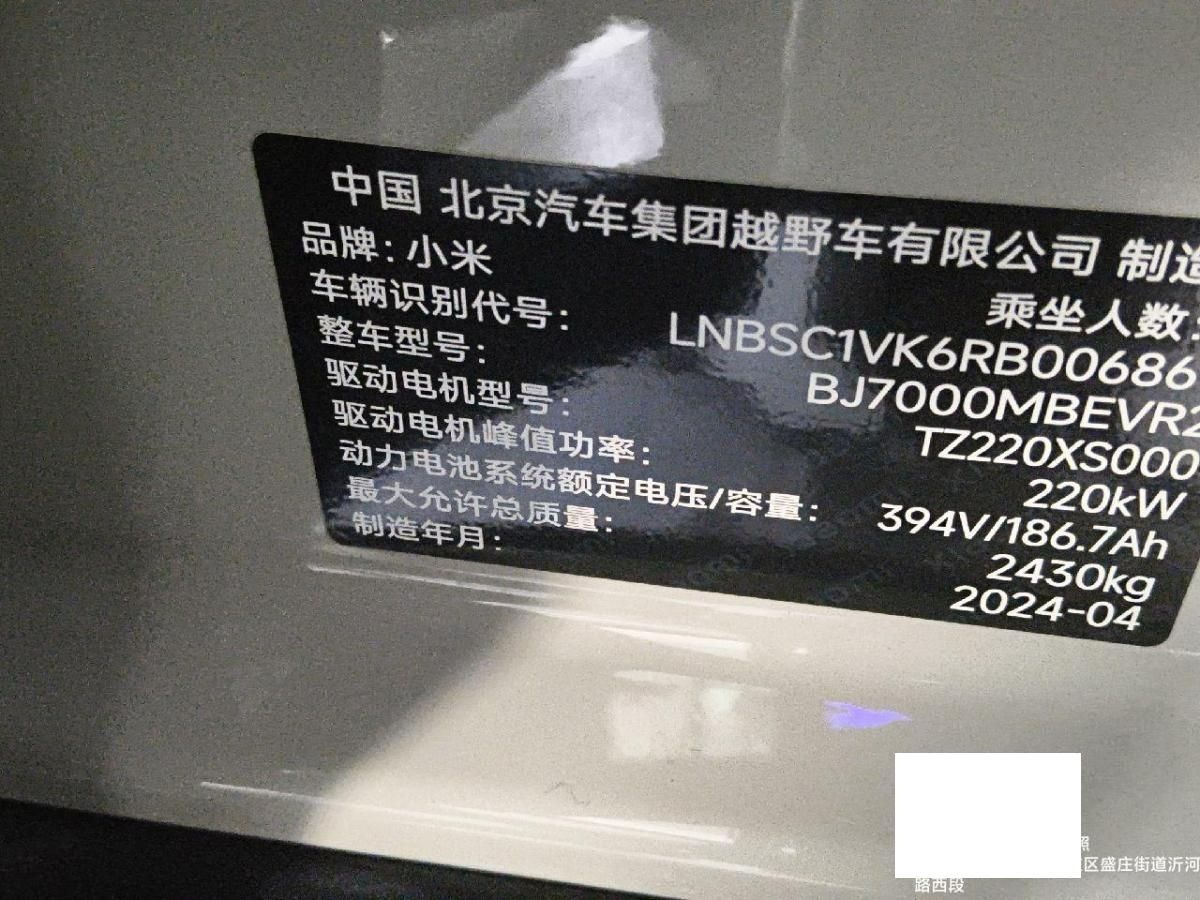 中国 北京汽车集团越野车有限公司 制造
品牌：小米
乘坐人数：
车辆识别代号： LNBSC1VK6RB00686
整车型号： BJ7000MBEVR2
驱动电机型号： TZ220XS000
驱动电机峰值功率： 220kW
动力电池系统额定电压/容量： 394V/186.7Ah
最大允许总质量： 2430kg
制造年月： 2024-04
照
区盛庄街道沂河
路西段